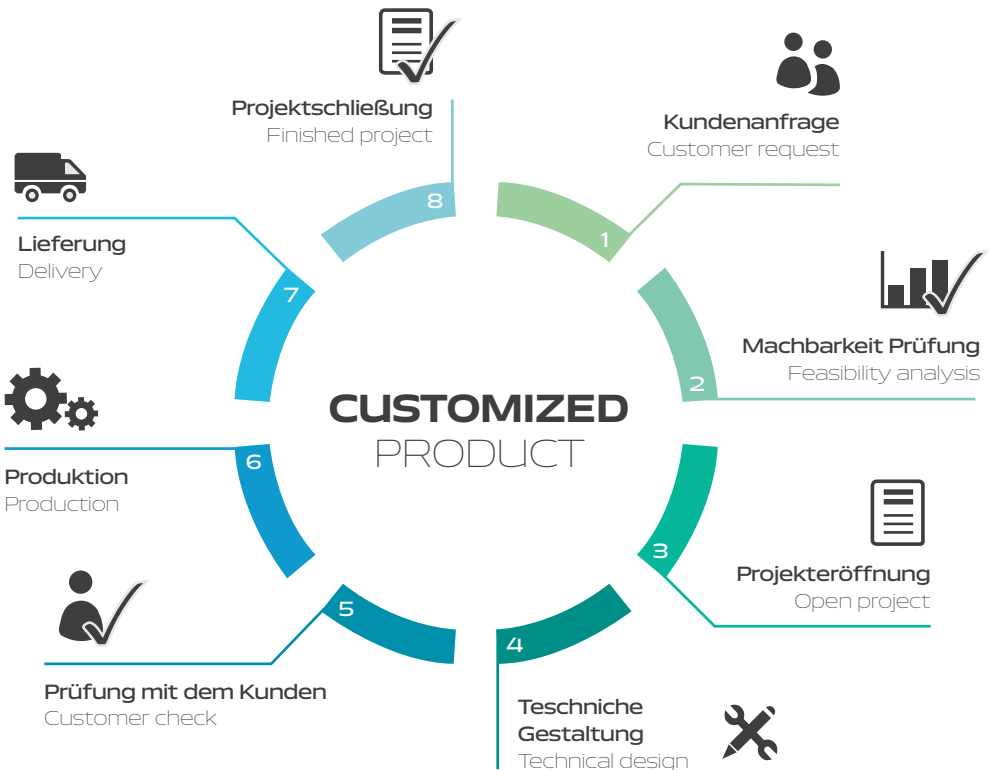 CUSTOMIZED
PRODUCT
1
Kundenanfrage
Customer request
2
Machbarkeit Prüfung
Feasibility analysis
3
Projekteröffnung
Open project
4
Teschniche
Gestaltung
Technical design
5
Prüfung mit dem Kunden
Customer check
6
Produktion
Production
7
Lieferung
Delivery
8
Projektschließung
Finished project